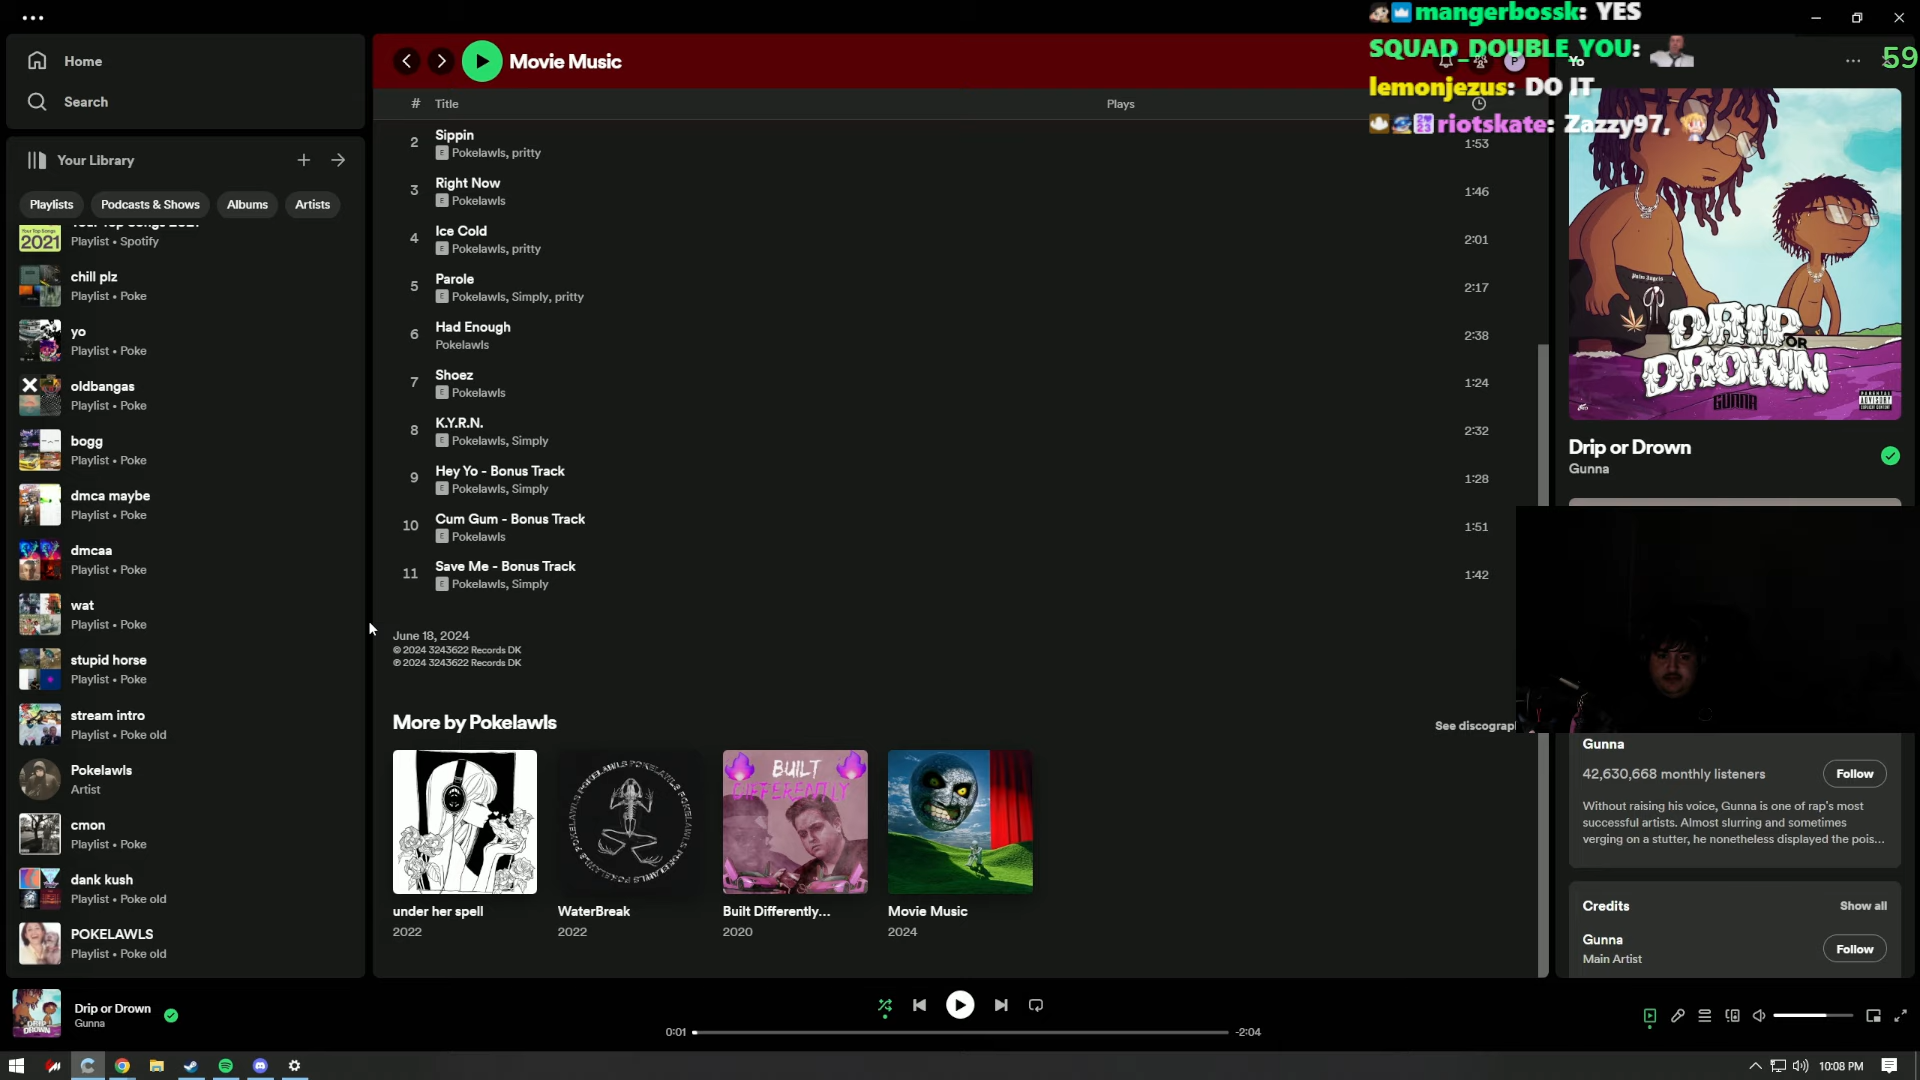 Home
Search
Your Library
Playlists
Podcasts & Shows
Albums
Artists
2021
Playlist • Spotify
chill plz
Playlist • Poke
yo
Playlist • Poke
oldbangas
Playlist • Poke
bogg
Playlist • Poke
dmca maybe
Playlist • Poke
dmcaa
Playlist • Poke
wat
Playlist • Poke
stupid horse
Playlist • Poke
stream intro
Playlist • Poke old
Pokelawls
Artist
cmon
Playlist • Poke
dank kush
Playlist • Poke old
POKELAWLS
Playlist • Poke old
Movie Music
# Title Plays
2 Sippin 1:53
E Pokelawls, pritty
3 Right Now 1:46
E Pokelawls
4 Ice Cold 2:01
E Pokelawls, pritty
5 Parole 2:17
E Pokelawls, Simply, pritty
6 Had Enough 2:38
Pokelawls
7 Shoez 1:24
E Pokelawls
8 K.Y.R.N. 2:32
E Pokelawls, Simply
9 Hey Yo - Bonus Track 1:28
E Pokelawls, Simply
10 Cum Gum - Bonus Track 1:51
E Pokelawls
11 Save Me - Bonus Track 1:42
E Pokelawls, Simply
June 18, 2024
© 2024 3243622 Records DK
℗ 2024 3243622 Records DK
More by Pokelawls
See discograp
BUILT
DIFFERENTLY
under her spell
2022
WaterBreak
2022
Built Differently...
2020
Movie Music
2024
mangerbossk: YES
SQUAD_DOUBLE_YOU:
lemonjezus: DO IT
riotskate: Zazzy97,
P
Yo
59
DRIP
OR
DROWN
GUNNA
PARENTAL
ADVISORY
EXPLICIT CONTENT
Drip or Drown
Gunna
Gunna
42,630,668 monthly listeners
Follow
Without raising his voice, Gunna is one of rap's most
successful artists. Almost slurring and sometimes
verging on a stutter, he nonetheless displayed the pois...
Credits
Show all
Gunna
Main Artist
Follow
Drip or Drown
Gunna
0:01
-2:04
10:08 PM